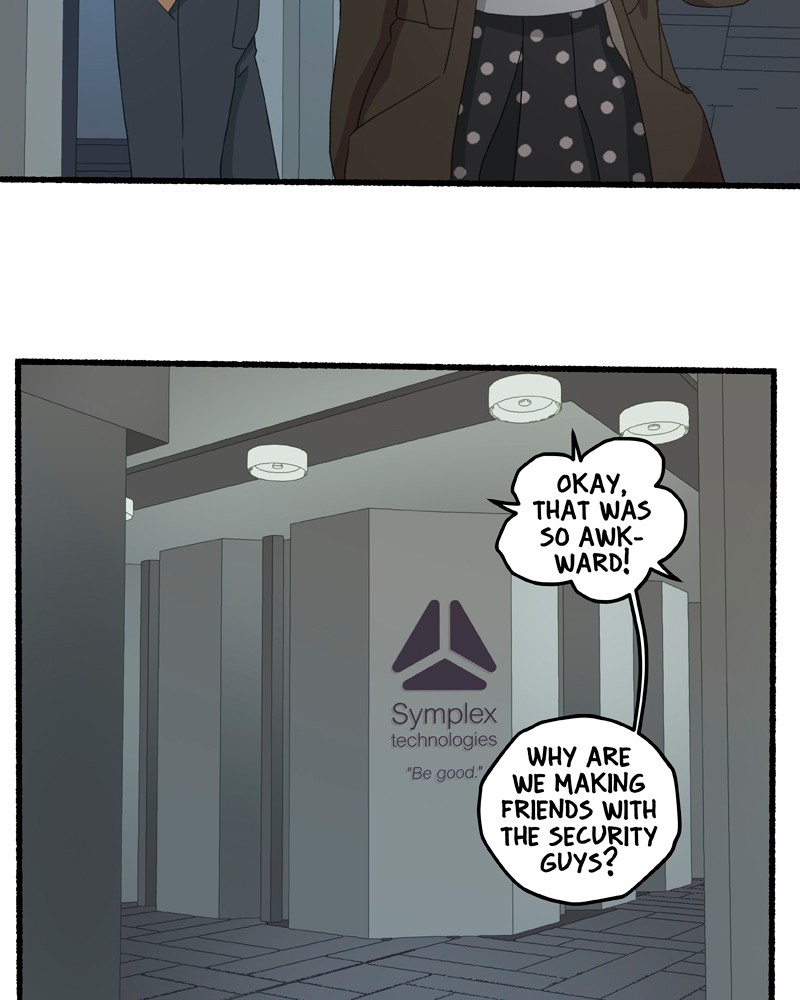 OKAY,
THAT WAS
SO AWK-
WARD!
Symplex
technologies
"Be good."
WHY ARE
WE MAKING
FRIENDS WITH
THE SECURITY
GUYS?